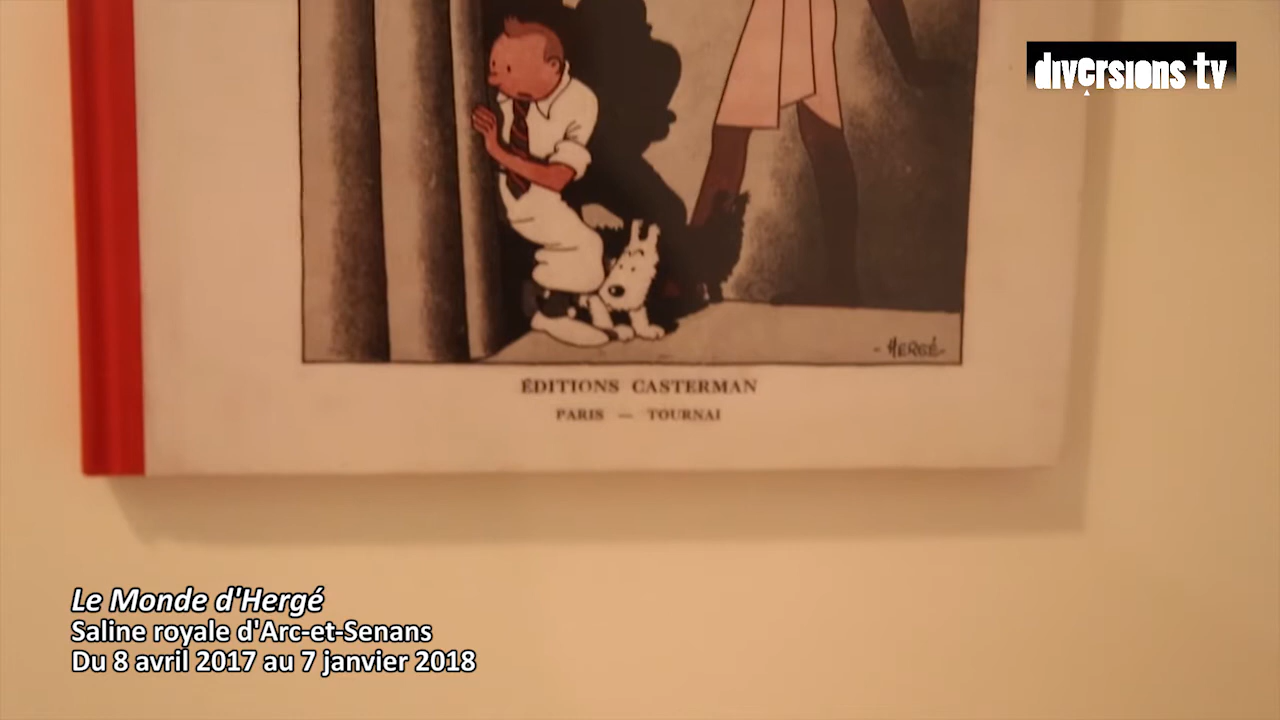 diversions tv
- HERGÉ -
ÉDITIONS CASTERMAN
PARIS — TOURNAI
Le Monde d'Hergé
Saline royale d'Arc-et-Senans
Du 8 avril 2017 au 7 janvier 2018